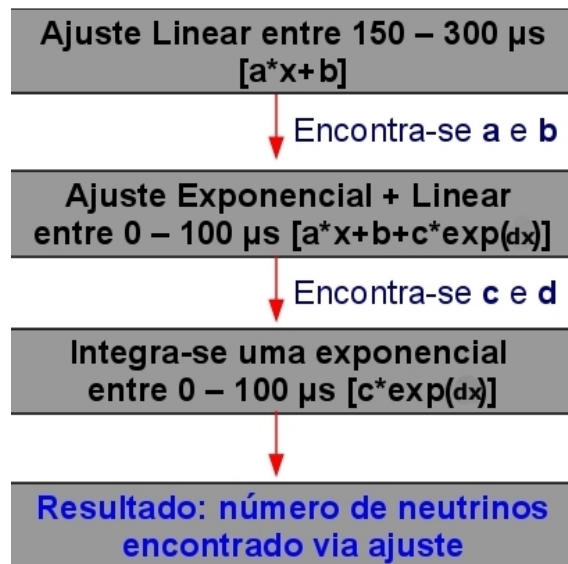 Ajuste Linear entre 150 – 300 µs
[a*x+b]
Encontra-se a e b
Ajuste Exponencial + Linear
entre 0 – 100 µs [a*x+b+c*exp(dx)]
Encontra-se c e d
Integra-se uma exponencial
entre 0 – 100 µs [c*exp(dx)]
Resultado: número de neutrinos
encontrado via ajuste